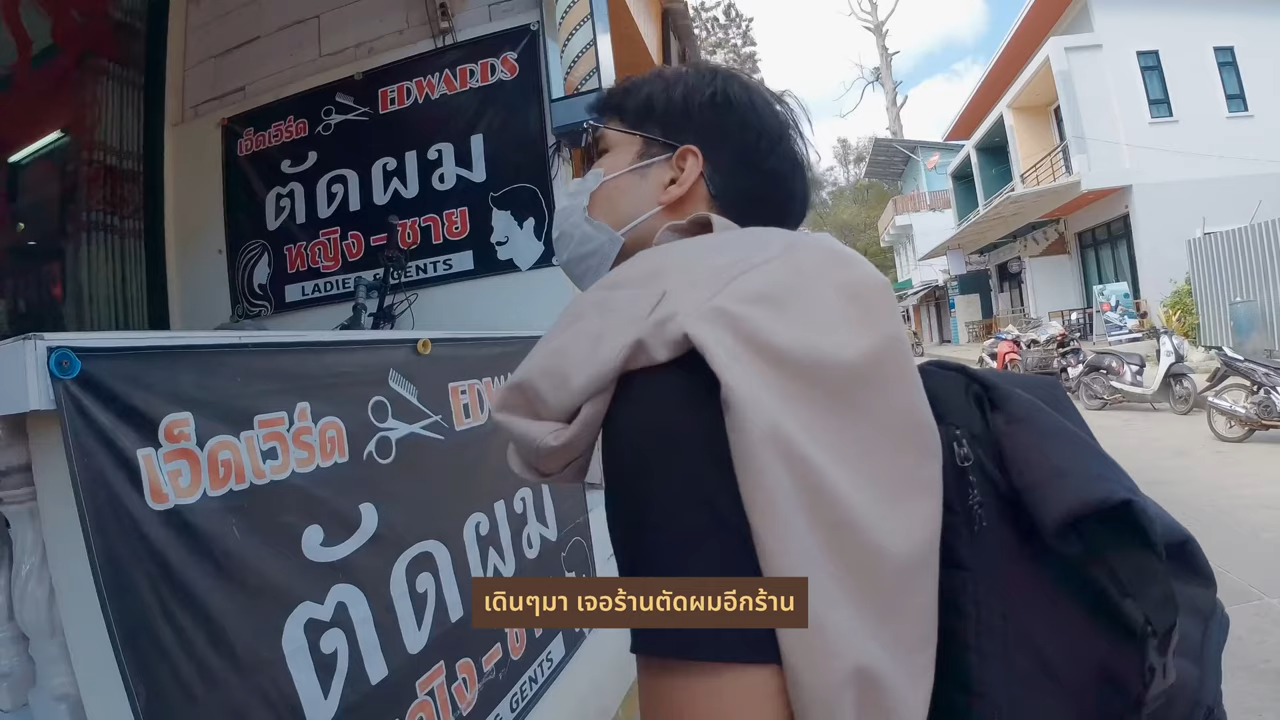 เอ็ดเวิร์ด EDWARDS
ตัดผม
หญิง-ชาย
LADIES & GENTS
เอ็ดเวิร์ด
ตัดผม
GENTS
เดินๆมา เจอร้านตัดผมอีกร้าน